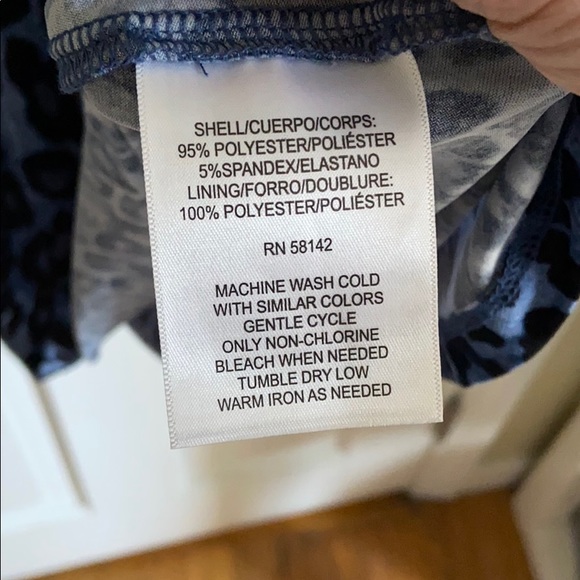 SHELL/CUERPO/CORPS:
95% POLYESTER/POLIÉSTER
5%SPANDEX/ELASTANO
LINING/FORRO/DOUBLURE:
100% POLYESTER/POLIÉSTER
RN 58142
MACHINE WASH COLD
WITH SIMILAR COLORS
GENTLE CYCLE
ONLY NON-CHLORINE
BLEACH WHEN NEEDED
TUMBLE DRY LOW
WARM IRON AS NEEDED